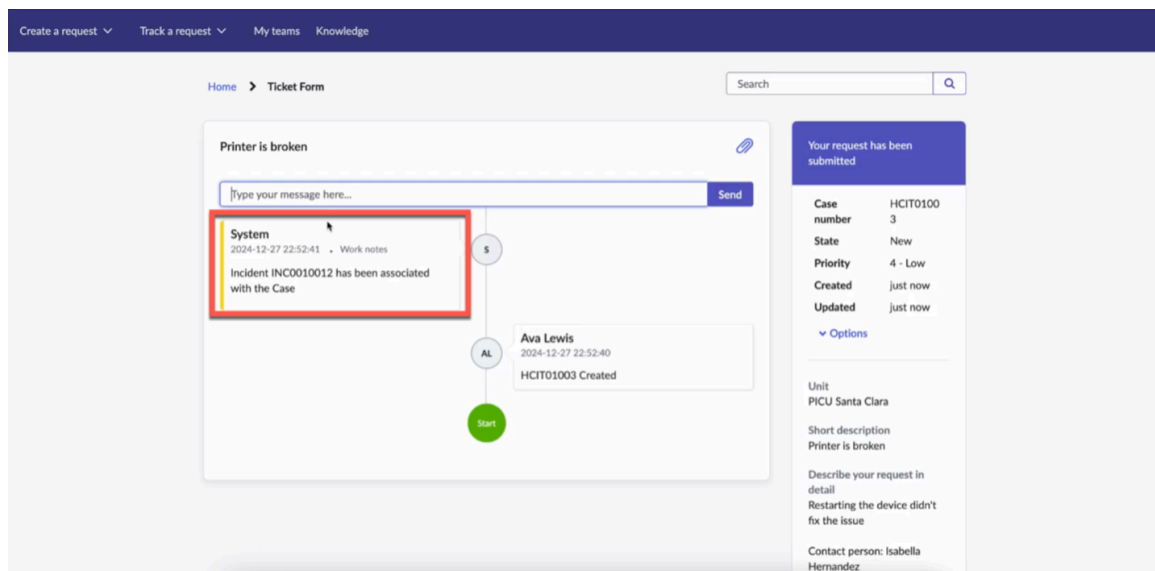 Create a request
Track a request
My teams
Knowledge
Home
Ticket Form
Search
Printer is broken
Type your message here...
Send
System
2024-12-27 22:52:41 • Work notes
Incident INC0010012 has been associated
with the Case
S
Ava Lewis
2024-12-27 22:52:40
HCIT01003 Created
AL
Start
Your request has been
submitted
Case HCIT0100
number 3
State New
Priority 4 - Low
Created just now
Updated just now
Options
Unit
PICU Santa Clara
Short description
Printer is broken
Describe your request in
detail
Restarting the device didn't
fix the issue
Contact person: Isabella
Hernandez